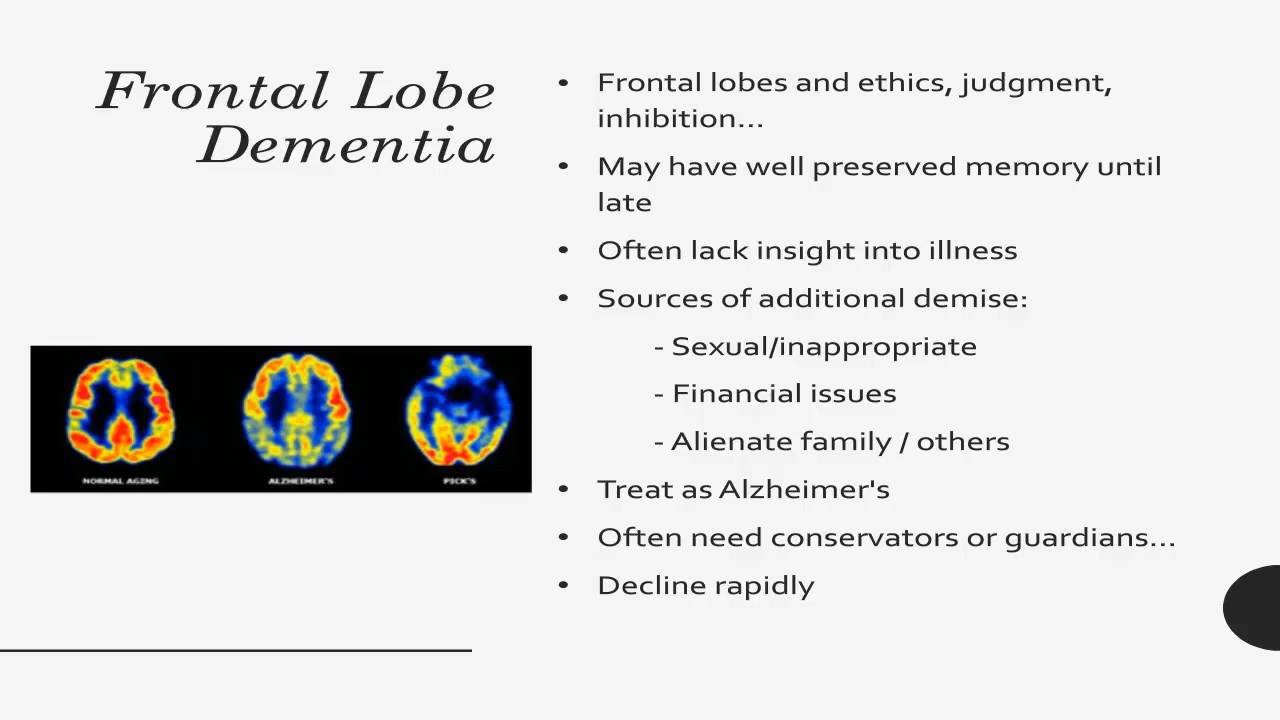 Frontal Lobe
Dementia
• Frontal lobes and ethics, judgment,
inhibition...
• May have well preserved memory until
late
• Often lack insight into illness
• Sources of additional demise:
- Sexual/inappropriate
- Financial issues
- Alienate family / others
• Treat as Alzheimer's
• Often need conservators or guardians...
• Decline rapidly
NORMAL AGING
ALZHEIMER'S
PICK'S